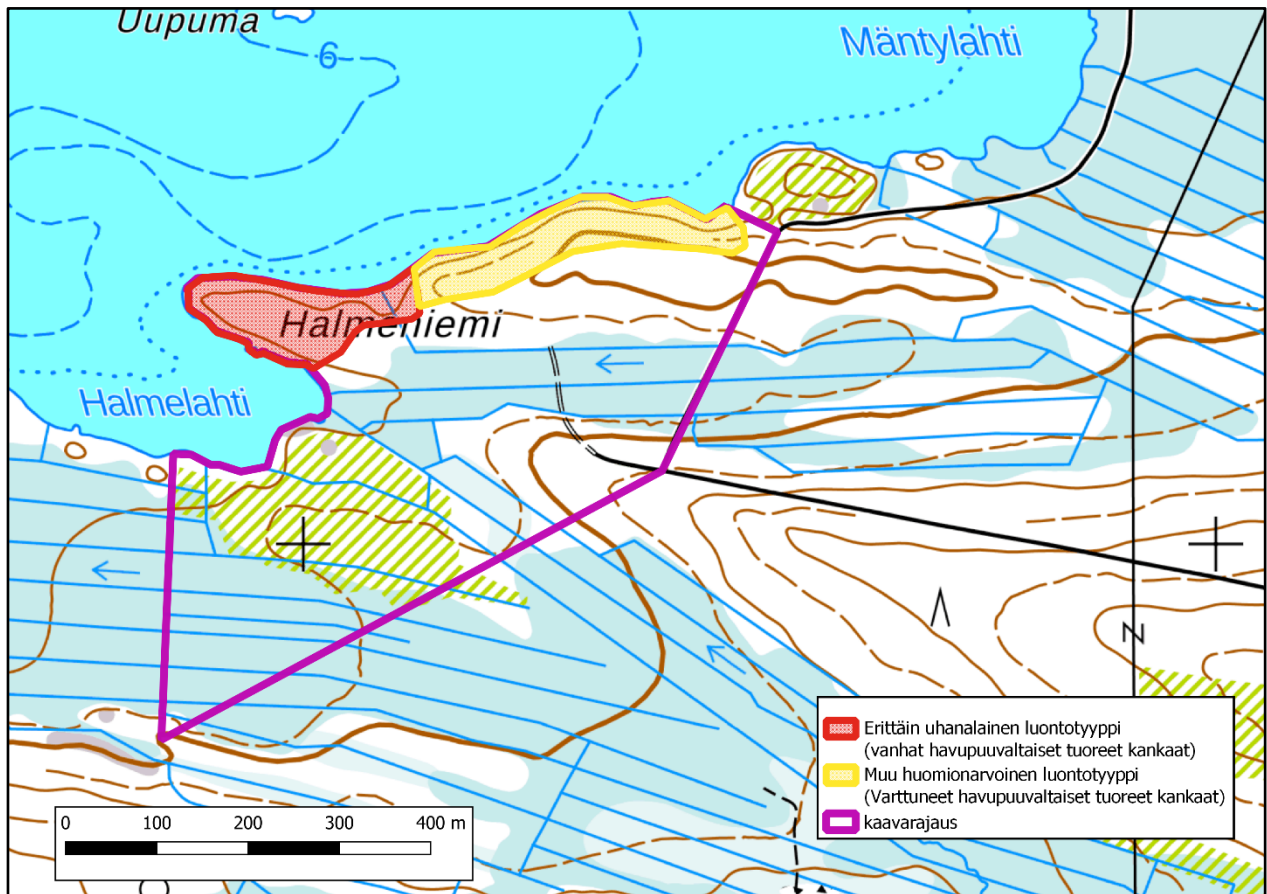 Uupuma
6
Mäntylahti
Halmeniemi
Halmelahti
N
Erittäin uhanalainen luontotyyppi
(vanhat havupuuvaltaiset tuoreet kankaat)
Muu huomionarvoinen luontotyyppi
(Varttuneet havupuuvaltaiset tuoreet kankaat)
kaavarajaus
0 100 200 300 400 m